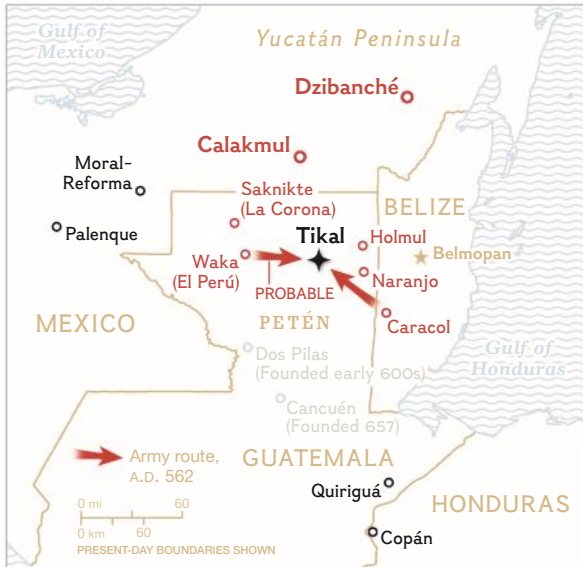 Gulf of
Mexico
Yucatán Peninsula
Dzibanché
Calakmul
Moral-
Reforma
Saknikte
(La Corona)
BELIZE
Palenque
Tikal
Holmul
Belmopan
Waka
(El Perú)
PROBABLE
Naranjo
MEXICO
PETÉN
Caracol
Dos Pilas
(Founded early 600s)
Gulf of
Honduras
Cancuén
(Founded 657)
Army route,
A.D. 562
GUATEMALA
0 mi 60
0 km 60
PRESENT-DAY BOUNDARIES SHOWN
Quiriguá
HONDURAS
Copán